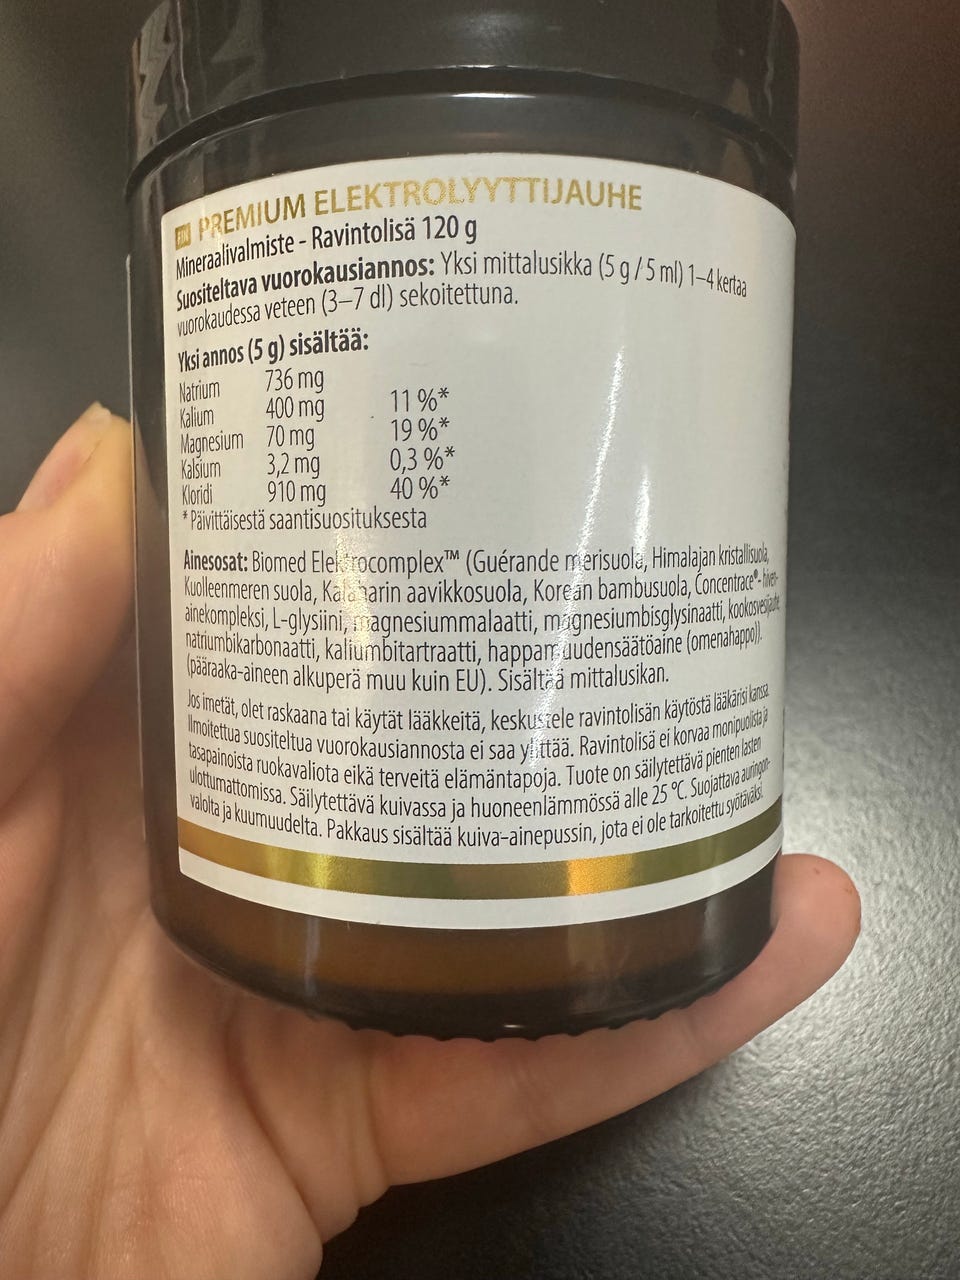 FIN PREMIUM ELEKTROLYYTTIJAUHE
Mineraalivalmiste - Ravintolisä 120 g
Suositeltava vuorokausiannos: Yksi mittalusikka (5 g / 5 ml) 1–4 kertaa
vuorokaudessa veteen (3–7 dl) sekoitettuna.
Yksi annos (5 g) sisältää:
Natrium 736 mg
Kalium 400 mg 11 %*
Magnesium 70 mg 19 %*
Kalsium 3,2 mg 0,3 %*
Kloridi 910 mg 40 %*
* Päivittäisestä saantisuosituksesta
Ainesosat: Biomed Elektrocomplex™ (Guérande merisuola, Himalajan kristallisuola,
Kuolleenmeren suola, Kalaharin aavikkosuola, Korean bambusuola, Concentrace®- hiven-
ainekompleksi, L-glysiini, magnesiummalaatti, magnesiumbisglysinaatti, kookosvesijauhe,
natriumbikarbonaatti, kaliumbitartraatti, happamuudensäätöaine (omenahappo)).
(pääraaka-aineen alkuperä muu kuin EU). Sisältää mittalusikan.
Jos imetät, olet raskaana tai käytät lääkkeitä, keskustele ravintolisän käytöstä lääkärisi kanssa.
Ilmoitettua suositeltua vuorokausiannosta ei saa ylittää. Ravintolisä ei korvaa monipuolista ja
tasapainoista ruokavaliota eikä terveitä elämäntapoja. Tuote on säilytettävä pienten lasten
ulottumattomissa. Säilytettävä kuivassa ja huoneenlämmössä alle 25 °C. Suojattava auringon-
valolta ja kuumuudelta. Pakkaus sisältää kuiva-ainepussin, jota ei ole tarkoitettu syötäväksi.